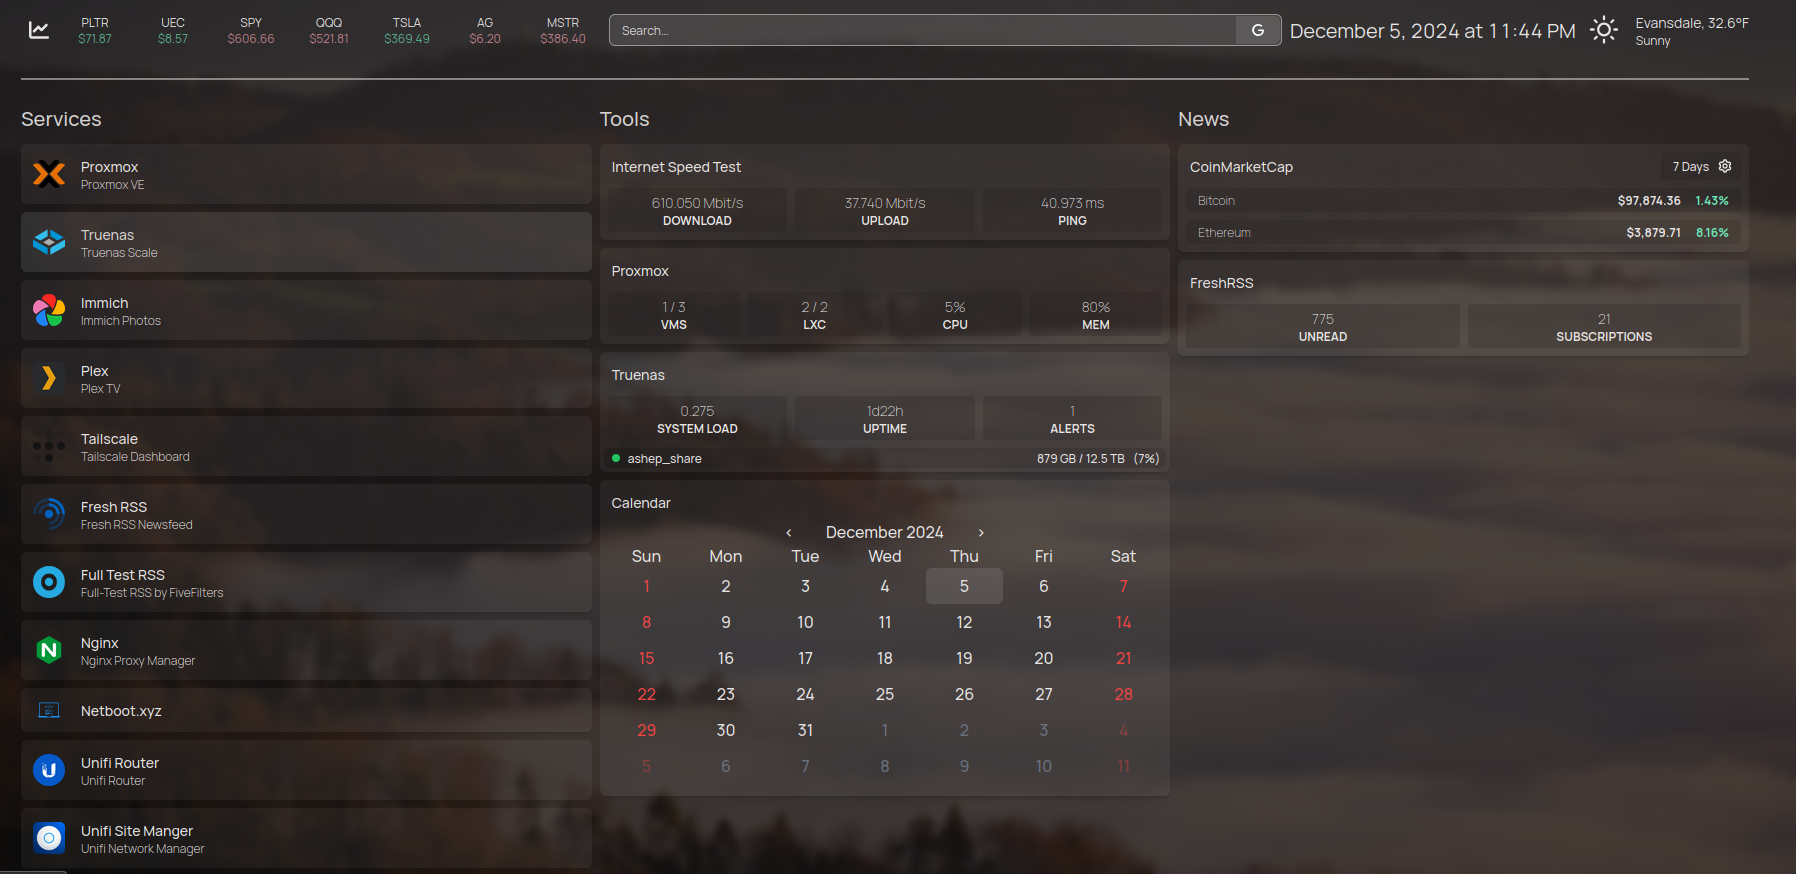 PLTR
$71.87
UEC
$8.57
SPY
$606.66
QQQ
$521.81
TSLA
$369.49
AG
$6.20
MSTR
$386.40
Search...
G
December 5, 2024 at 11:44 PM
Evansdale, 32.6°F
Sunny
Services
Proxmox
Proxmox VE
Truenas
Truenas Scale
Immich
Immich Photos
Plex
Plex TV
Tailscale
Tailscale Dashboard
Fresh RSS
Fresh RSS Newsfeed
Full Test RSS
Full-Test RSS by FiveFilters
N
Nginx
Nginx Proxy Manager
Netboot.xyz
U
Unifi Router
Unifi Router
Unifi Site Manger
Unifi Network Manager
Tools
Internet Speed Test
610.050 Mbit/s
DOWNLOAD
37.740 Mbit/s
UPLOAD
40.973 ms
PING
Proxmox
1 / 3
VMS
2 / 2
LXC
5%
CPU
80%
MEM
Truenas
0.275
SYSTEM LOAD
1d22h
UPTIME
1
ALERTS
ashep_share 879 GB / 12.5 TB (7%)
Calendar
‹ December 2024 ›
Sun Mon Tue Wed Thu Fri Sat
1 2 3 4 5 6 7
8 9 10 11 12 13 14
15 16 17 18 19 20 21
22 23 24 25 26 27 28
29 30 31 1 2 3 4
5 6 7 8 9 10 11
News
CoinMarketCap 7 Days
Bitcoin $97,874.36 1.43%
Ethereum $3,879.71 8.16%
FreshRSS
775
UNREAD
21
SUBSCRIPTIONS